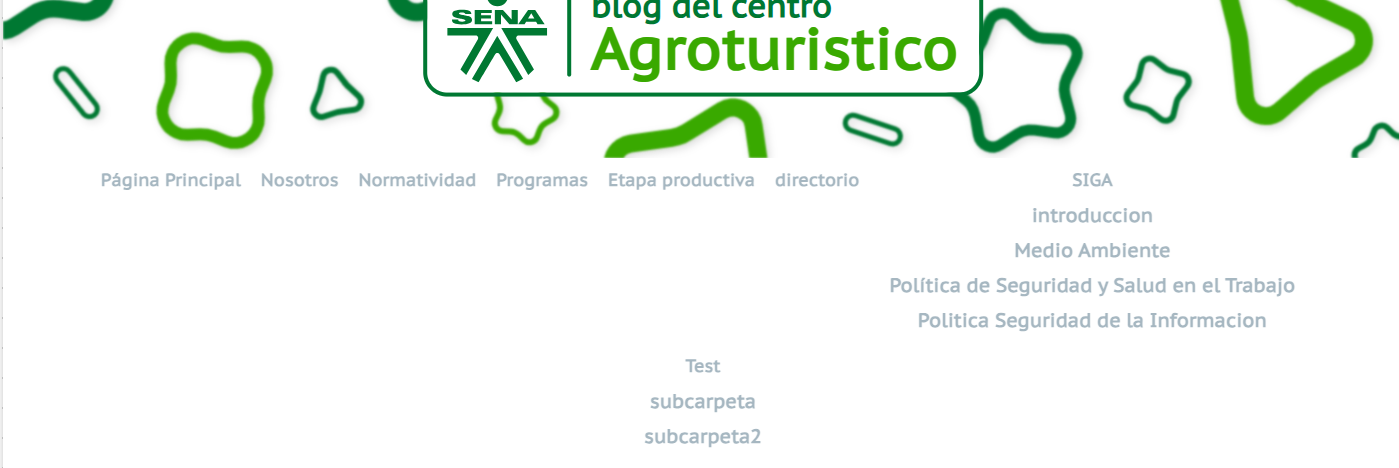 SENA
blog del centro
Agroturistico
Página Principal Nosotros Normatividad Programas Etapa productiva directorio SIGA
introduccion
Medio Ambiente
Política de Seguridad y Salud en el Trabajo
Politica Seguridad de la Informacion
Test
subcarpeta
subcarpeta2